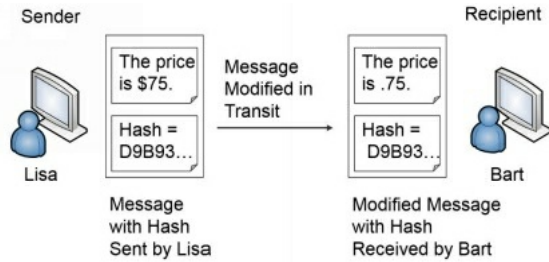 Sender
Recipient
The price
is $75.
Hash =
D9B93...
Lisa
Message
with Hash
Sent by Lisa
Message
Modified in
Transit
The price
is .75.
Hash =
D9B93...
Bart
Modified Message
with Hash
Received by Bart